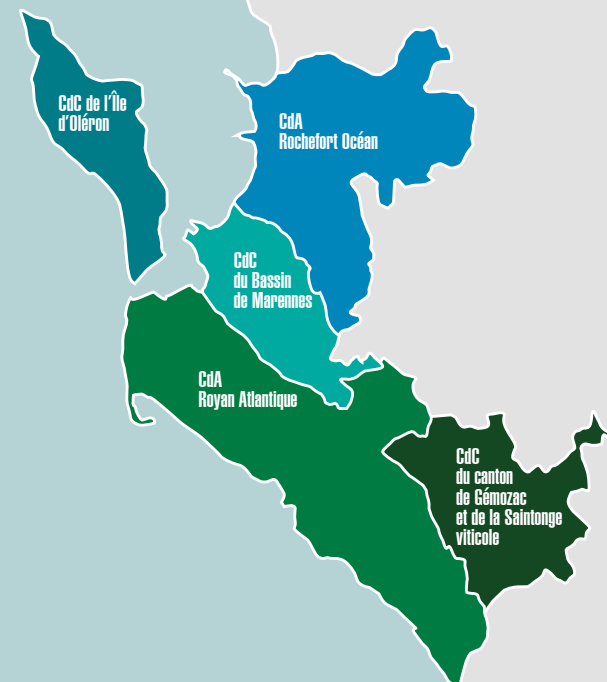 CdC de l'Île
d'Oléron
CdA
Rochefort Océan
CdC
du Bassin
de Marennes
CdA
Royan Atlantique
CdC
du canton
de Gémozac
et de la Saintonge
viticole